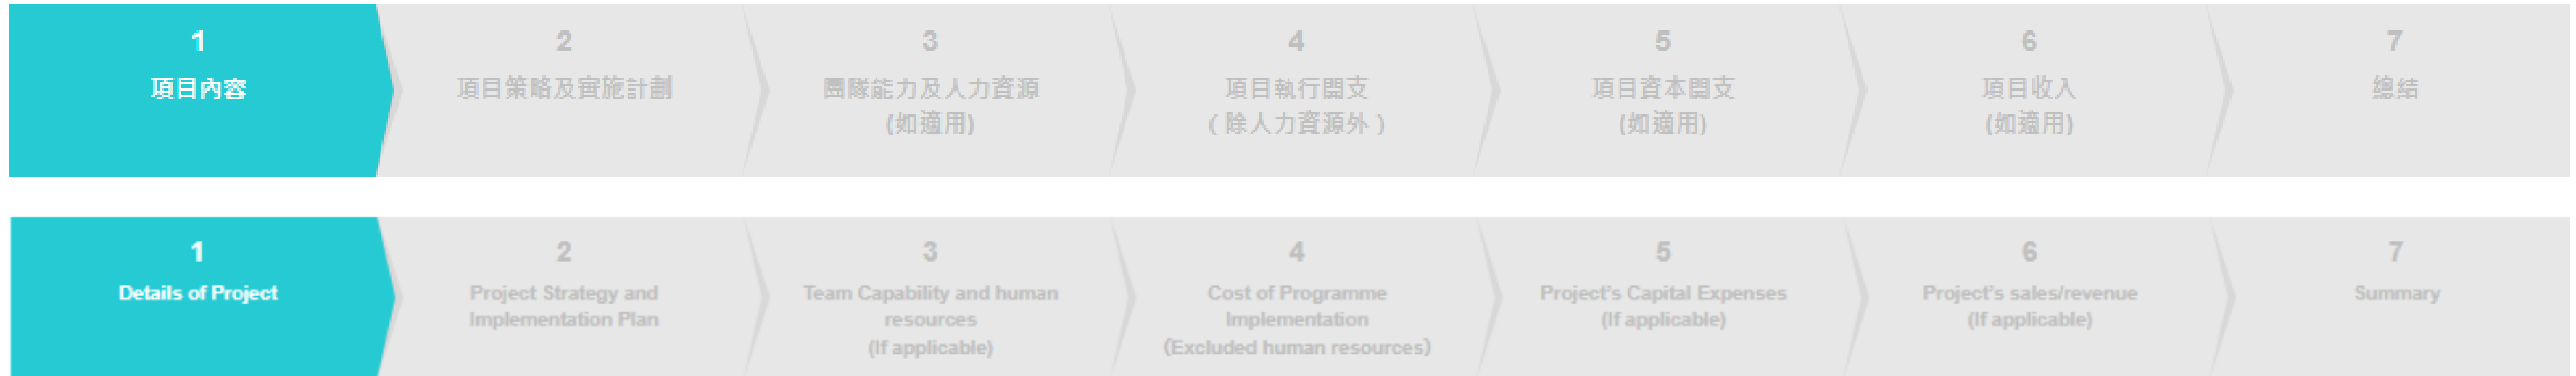 1
項目內容
2
項目策略及實施計劃
3
團隊能力及人力資源
(如適用)
4
項目執行開支
（除人力資源外）
5
項目資本開支
(如適用)
6
項目收入
(如適用)
7
總結
1
Details of Project
2
Project Strategy and
Implementation Plan
3
Team Capability and human
resources
(If applicable)
4
Cost of Programme
Implementation
(Excluded human resources)
5
Project's Capital Expenses
(If applicable)
6
Project's sales/revenue
(If applicable)
7
Summary